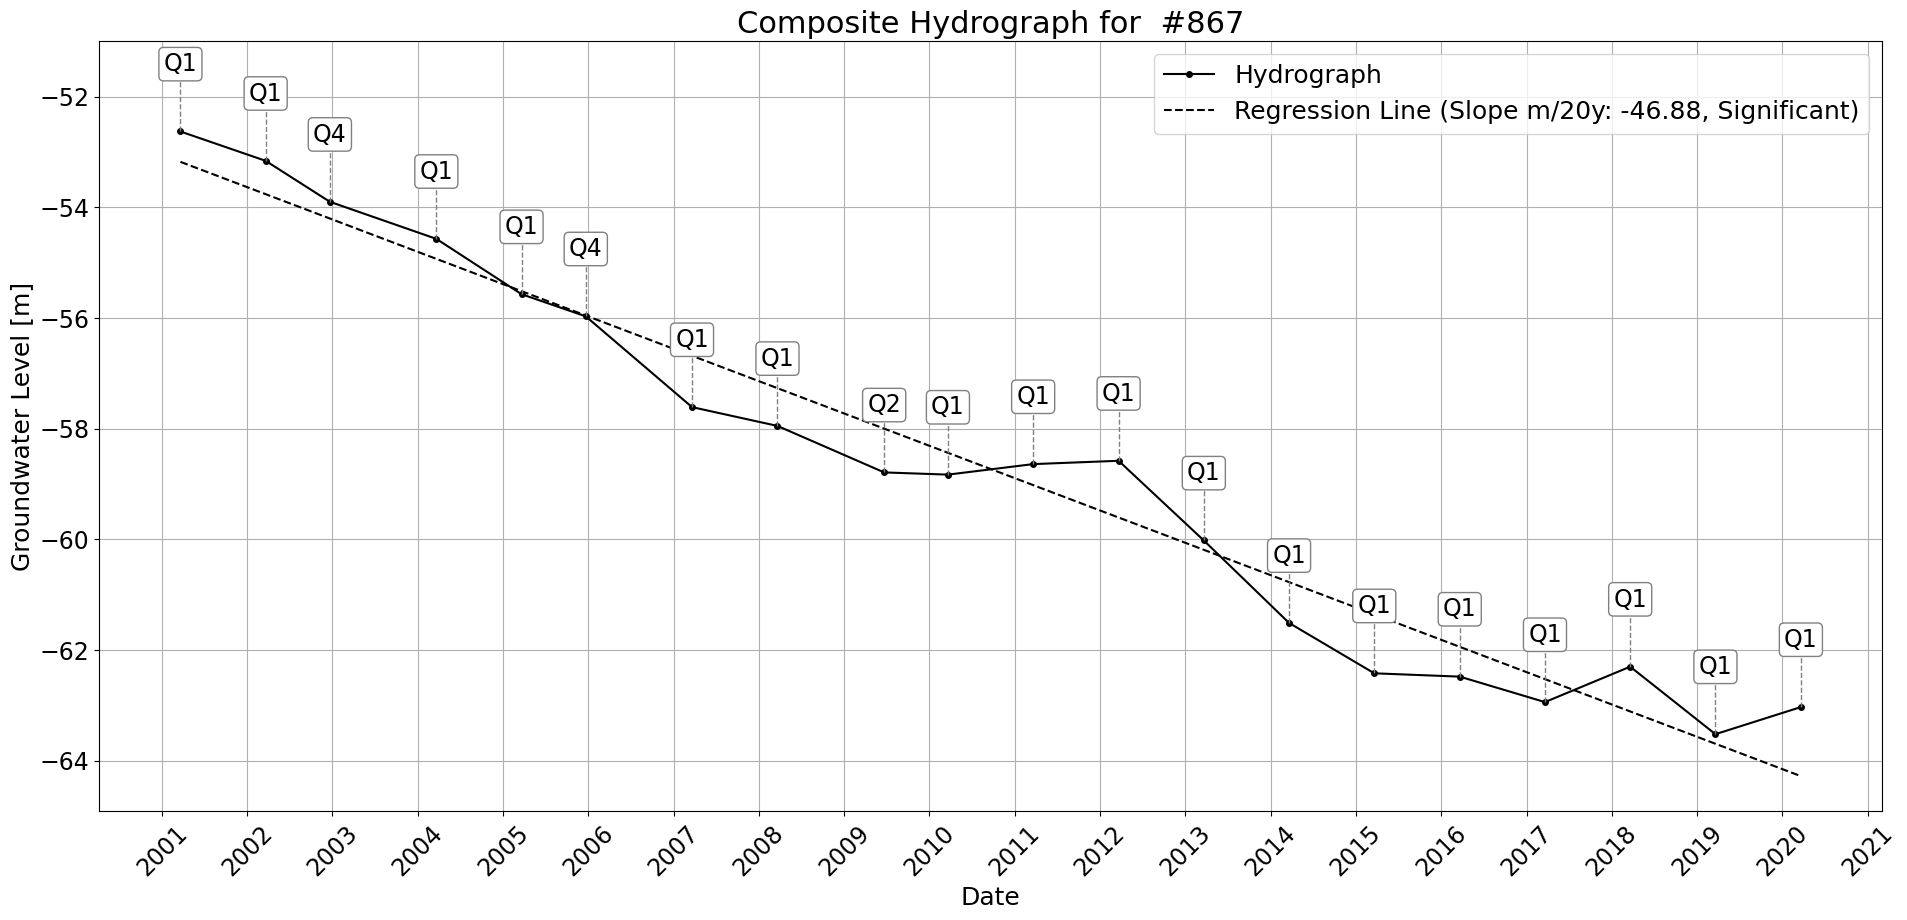 Composite Hydrograph for  #867
Hydrograph
Regression Line (Slope m/20y: -46.88, Significant)
Q1
Q1
Q4
Q1
Q1
Q4
Q1
Q1
Q2
Q1
Q1
Q1
Q1
Q1
Q1
Q1
Q1
Q1
Q1
Q1
Groundwater Level [m]
−52
−54
−56
−58
−60
−62
−64
2001
2002
2003
2004
2005
2006
2007
2008
2009
2010
2011
2012
2013
2014
2015
2016
2017
2018
2019
2020
2021
Date